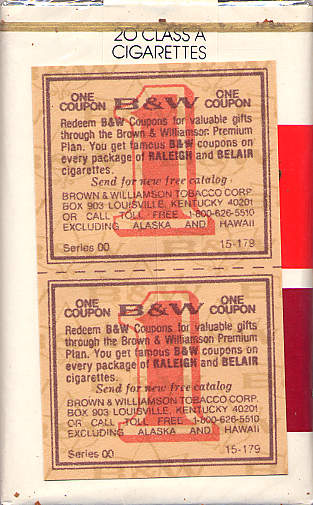 20 CLASS A
CIGARETTES
ONE COUPON B&W ONE COUPON
Redeem B&W Coupons for valuable gifts
through the Brown & Williamson Premium
Plan. You get famous B&W coupons on
every package of RALEIGH and BELAIR
cigarettes.
Send for new free catalog
BROWN & WILLIAMSON TOBACCO CORP.
BOX 903 LOUISVILLE, KENTUCKY 40201
OR CALL TOLL FREE 1-800-626-5510
EXCLUDING ALASKA AND HAWAII
Series 00 15-179
ONE COUPON B&W ONE COUPON
Redeem B&W Coupons for valuable gifts
through the Brown & Williamson Premium
Plan. You get famous B&W coupons on
every package of RALEIGH and BELAIR
cigarettes.
Send for new free catalog
BROWN & WILLIAMSON TOBACCO CORP.
BOX 903 LOUISVILLE, KENTUCKY 40201
OR CALL TOLL FREE 1-800-626-5510
EXCLUDING ALASKA AND HAWAII
Series 00 15-179